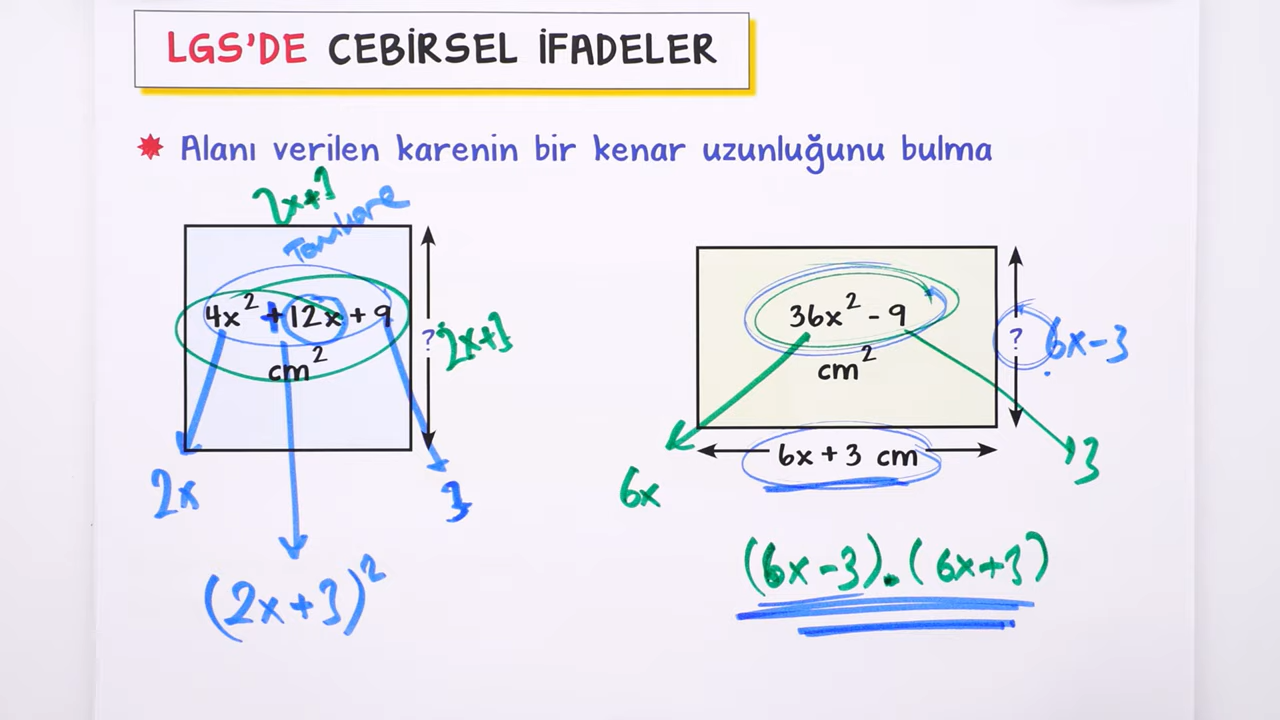 LGS'DE CEBİRSEL İFADELER
Alanı verilen karenin bir kenar uzunluğunu bulma
2x+3
Tamkare
4x² + 12x + 9
cm²
? 2x+3
2x
3
(2x+3)²
36x² - 9
cm²
? 6x-3
6x + 3 cm
6x
3
(6x-3).(6x+3)